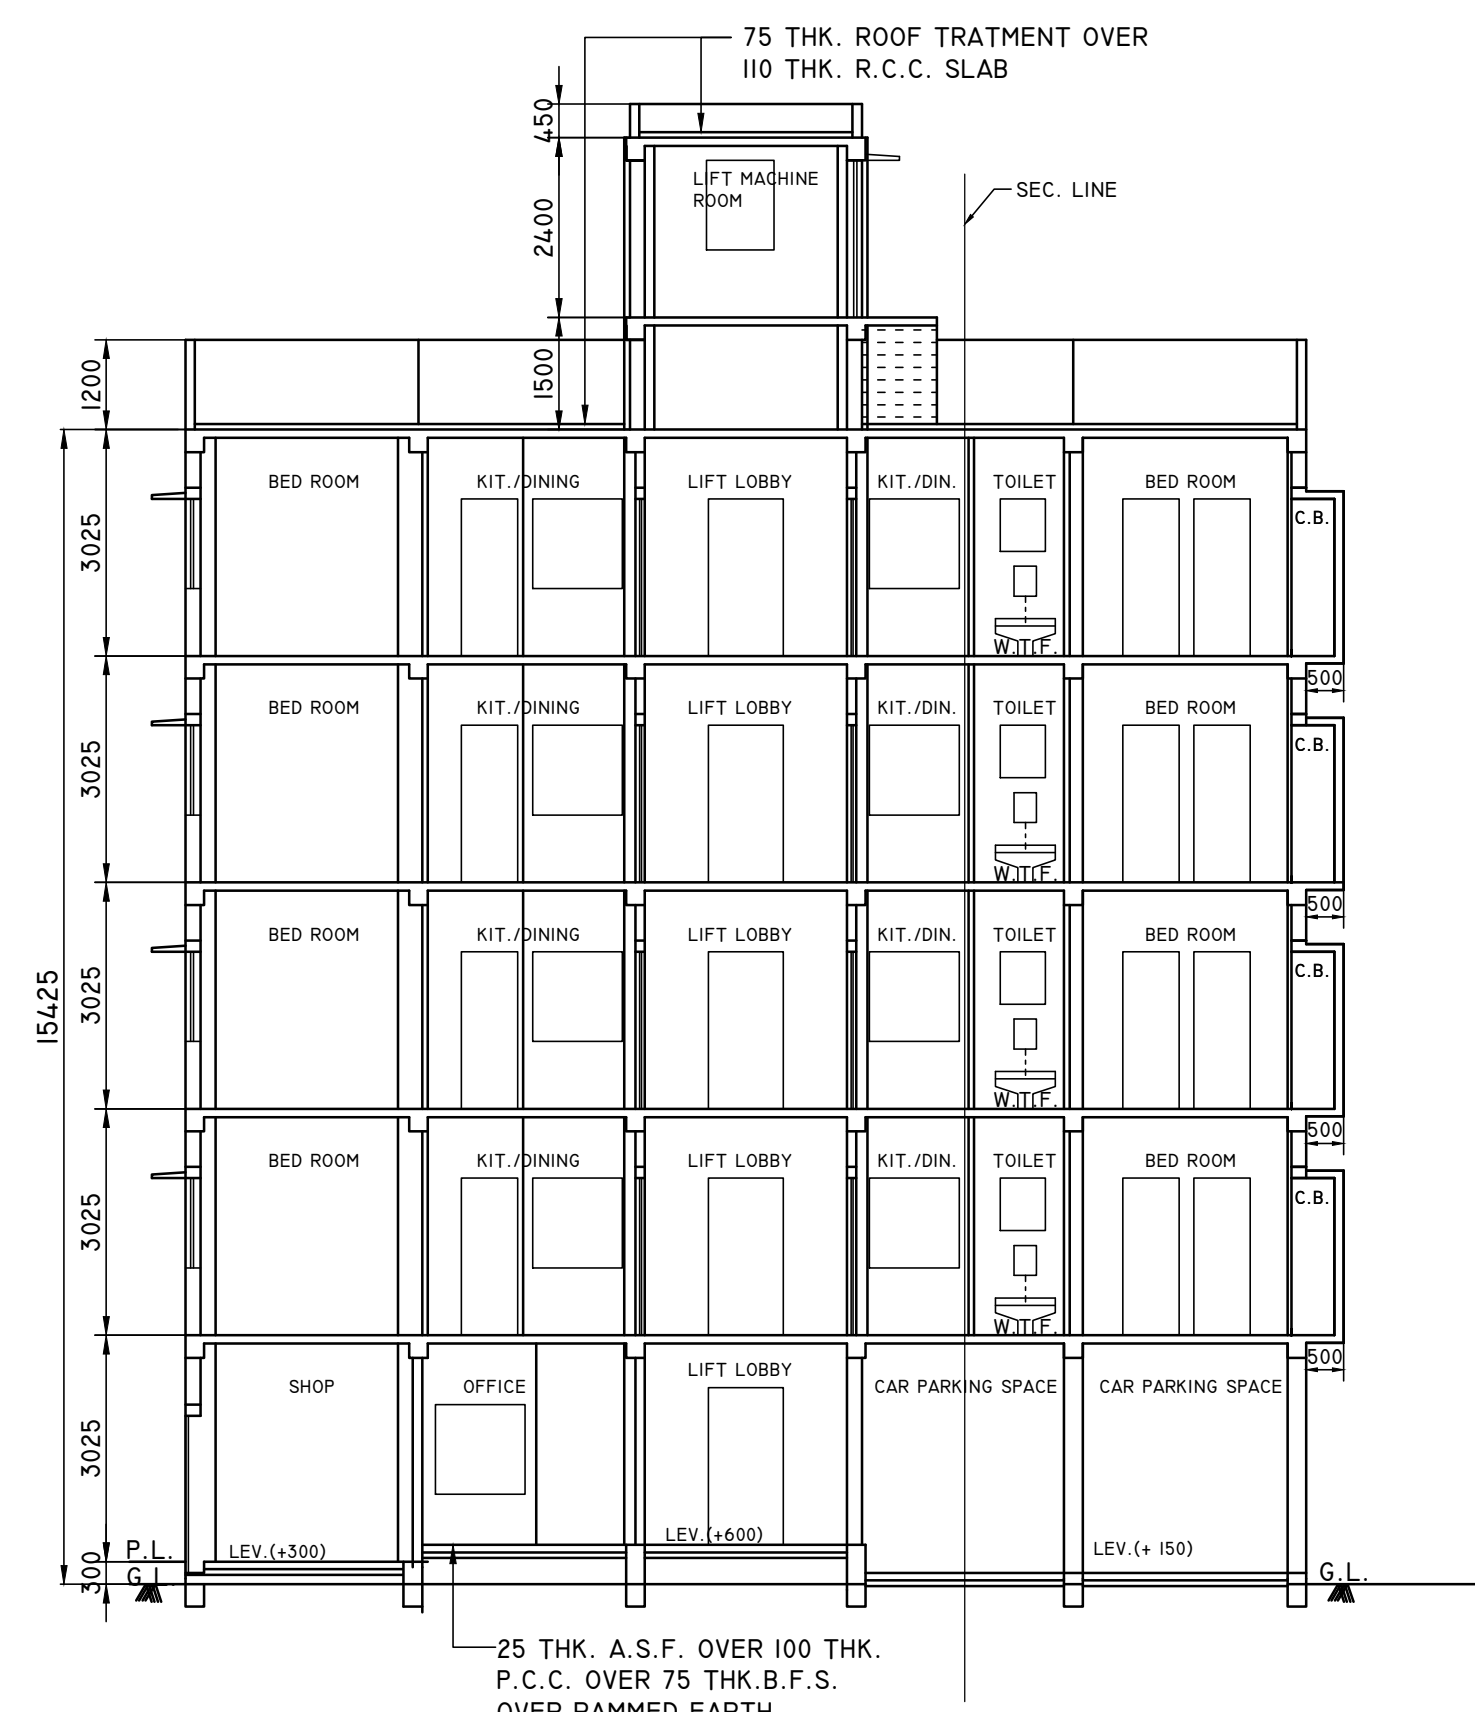 75 THK. ROOF TRATMENT OVER
110 THK. R.C.C. SLAB
450
LIFT MACHINE
ROOM
SEC. LINE
2400
1200
1500
BED ROOM KIT./DINING LIFT LOBBY KIT./DIN. TOILET BED ROOM
C.B.
3025
W.T.F.
500
BED ROOM KIT./DINING LIFT LOBBY KIT./DIN. TOILET BED ROOM
C.B.
3025
W.T.F.
500
BED ROOM KIT./DINING LIFT LOBBY KIT./DIN. TOILET BED ROOM
C.B.
3025
15425
W.T.F.
500
BED ROOM KIT./DINING LIFT LOBBY KIT./DIN. TOILET BED ROOM
C.B.
3025
W.T.F.
500
LIFT LOBBY
SHOP OFFICE CAR PARKING SPACE CAR PARKING SPACE
3025
LEV.(+600)
P.L. LEV.(+300) LEV.(+ 150)
300
G.L. G.L.
25 THK. A.S.F. OVER 100 THK.
P.C.C. OVER 75 THK.B.F.S.
OVER RAMMED EARTH